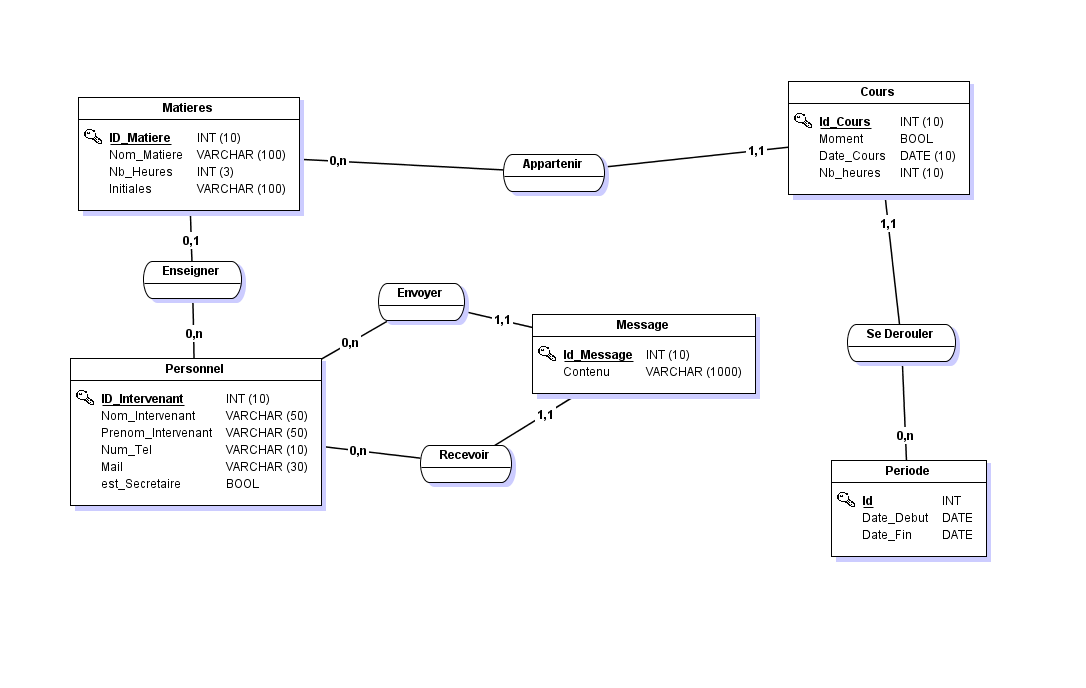 Matieres
ID_Matiere INT (10)
Nom_Matiere VARCHAR (100)
Nb_Heures INT (3)
Initiales VARCHAR (100)
0,n
Appartenir
1,1
Cours
Id_Cours INT (10)
Moment BOOL
Date_Cours DATE (10)
Nb_heures INT (10)
0,1
Enseigner
0,n
Envoyer
0,n
1,1
Message
Id_Message INT (10)
Contenu VARCHAR (1000)
1,1
Se Derouler
0,n
Personnel
ID_Intervenant INT (10)
Nom_Intervenant VARCHAR (50)
Prenom_Intervenant VARCHAR (50)
Num_Tel VARCHAR (10)
Mail VARCHAR (30)
est_Secretaire BOOL
0,n
Recevoir
1,1
Periode
Id INT
Date_Debut DATE
Date_Fin DATE